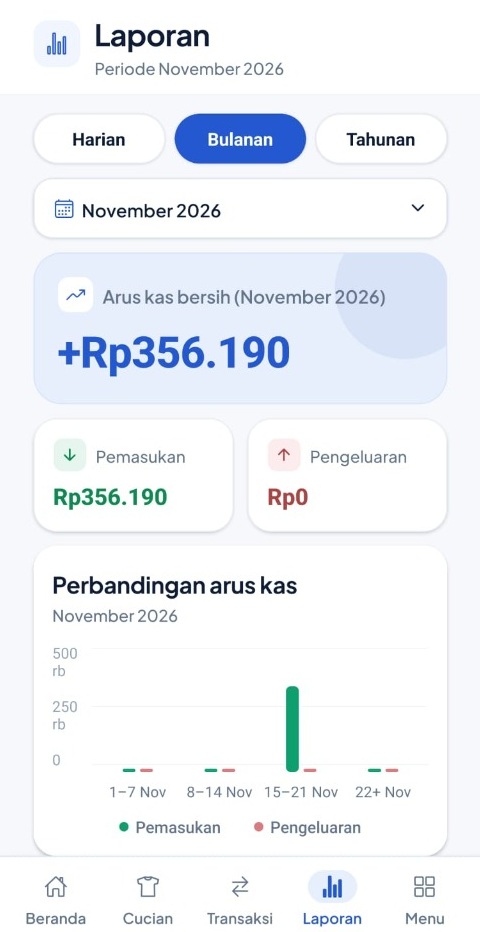 Laporan
Periode November 2026
Harian
Bulanan
Tahunan
November 2026
Arus kas bersih (November 2026)
+Rp356.190
Pemasukan
Rp356.190
Pengeluaran
Rp0
Perbandingan arus kas
November 2026
500
rb
250
rb
0
1–7 Nov
8–14 Nov
15–21 Nov
22+ Nov
Pemasukan
Pengeluaran
Beranda
Cucian
Transaksi
Laporan
Menu